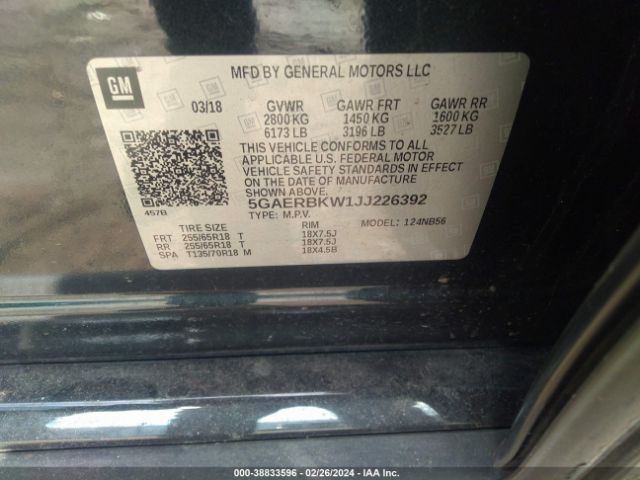 GM
MFD BY GENERAL MOTORS LLC
03/18 GVWR GAWR FRT GAWR RR
2800 KG 1450 KG 1600 KG
6173 LB 3196 LB 3527 LB
THIS VEHICLE CONFORMS TO ALL
APPLICABLE U.S. FEDERAL MOTOR
VEHICLE SAFETY STANDARDS IN EFFECT
ON THE DATE OF MANUFACTURE
SHOWN ABOVE.
457B
5GAERBKW1JJ226392
TYPE: M.P.V. MODEL: 124NB56
TIRE SIZE RIM
FRT 255/65R18 T 18X7.5J
RR 255/65R18 T 18X7.5J
SPA T135/70R18 M 18X4.5B
000-38833596 - 02/26/2024 - IAA Inc.